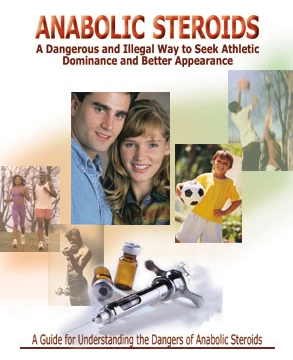 ANABOLIC STEROIDS
A Dangerous and Illegal Way to Seek Athletic
Dominance and Better Appearance
A Guide for Understanding the Dangers of Anabolic Steroids